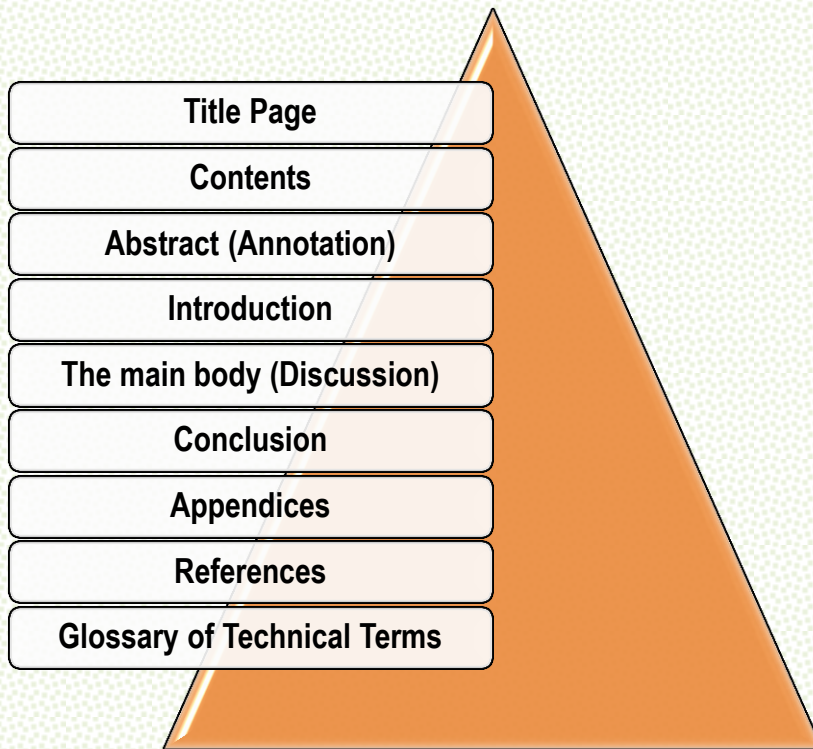 Title Page
Contents
Abstract (Annotation)
Introduction
The main body (Discussion)
Conclusion
Appendices
References
Glossary of Technical Terms